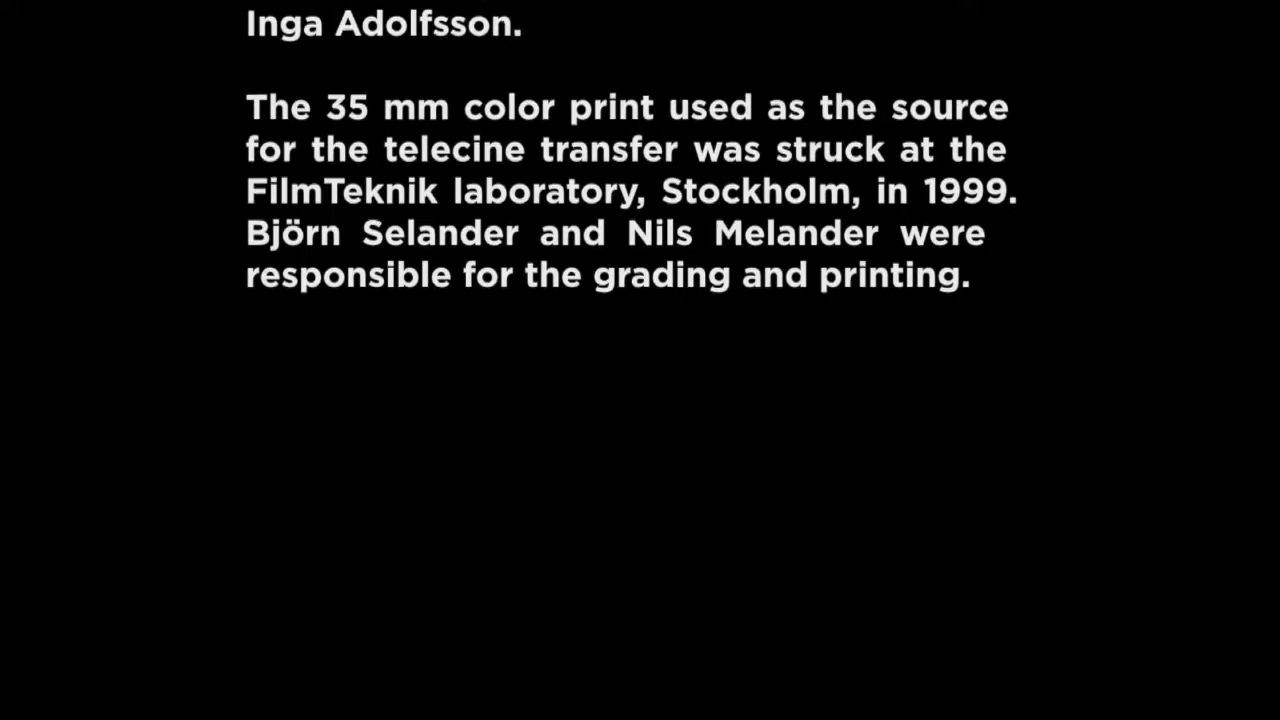 Inga Adolfsson.
The 35 mm color print used as the source
for the telecine transfer was struck at the
FilmTeknik laboratory, Stockholm, in 1999.
Björn Selander and Nils Melander were
responsible for the grading and printing.